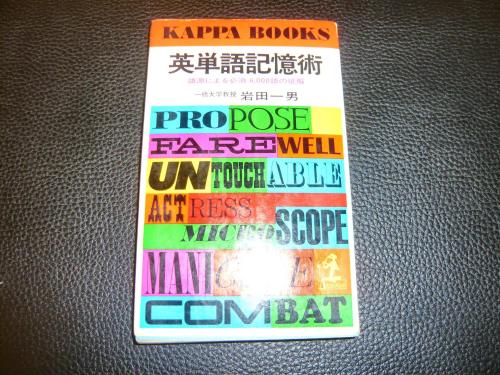 KAPPA BOOKS
英単語記憶術
語源による必須6,000語の征服
一橋大学教授 岩田一男
PROPOSE
FAREWELL
UNTOUCHABLE
ACTRESS
MICROSCOPE
MANICURE
COMBAT